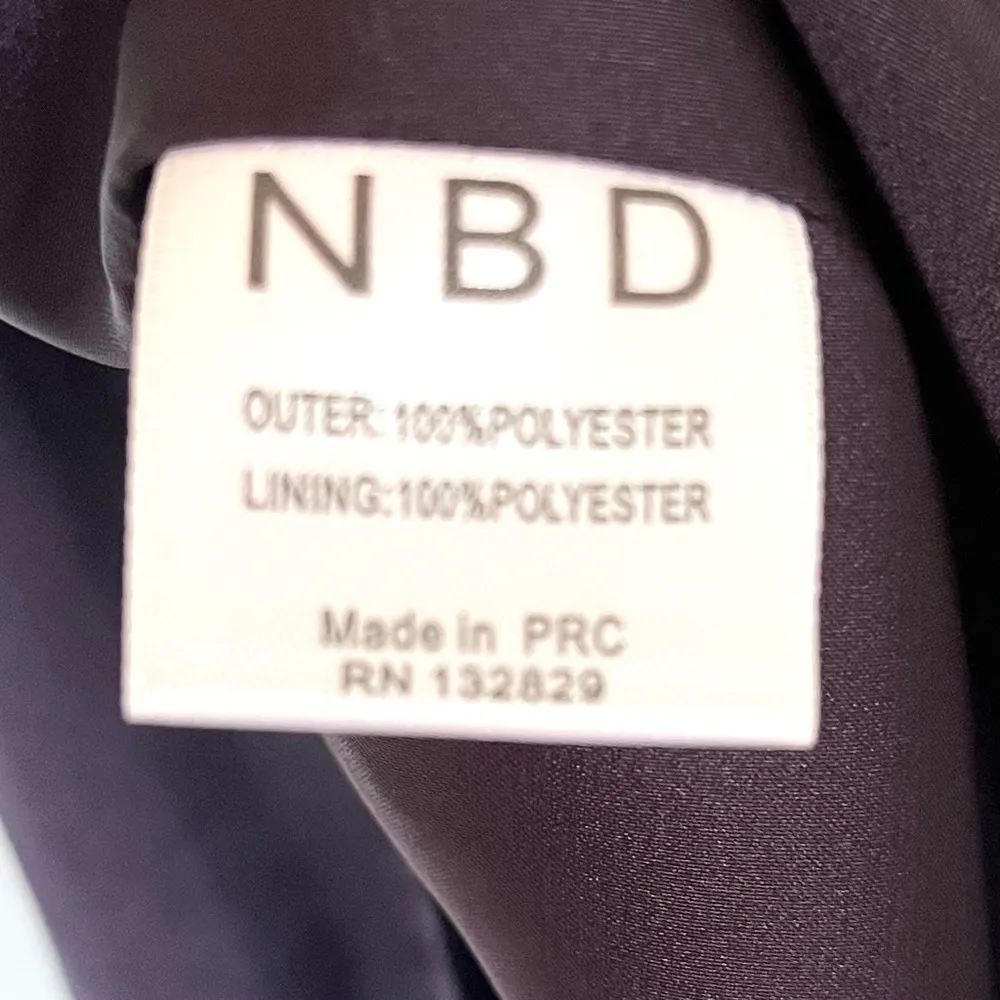 NBD
OUTER: 100%POLYESTER
LINING:100%POLYESTER
Made in PRC
RN 132829